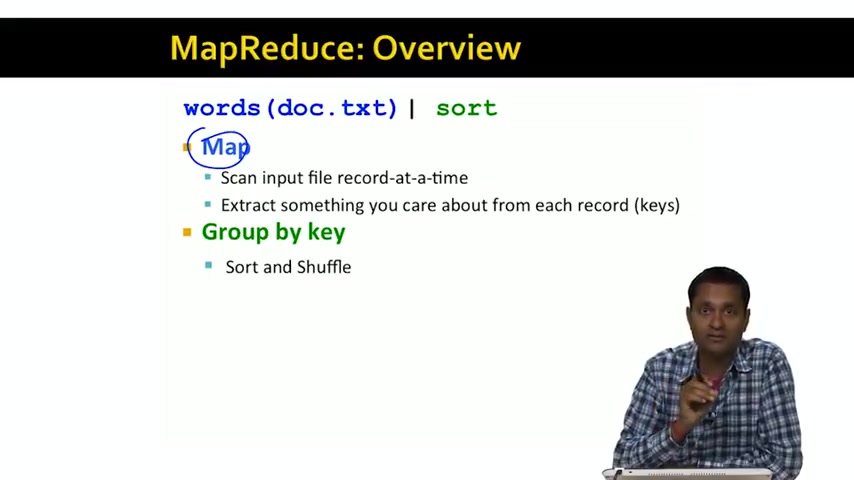 MapReduce: Overview
words(doc.txt)| sort
Map
Scan input file record-at-a-time
Extract something you care about from each record (keys)
Group by key
Sort and Shuffle